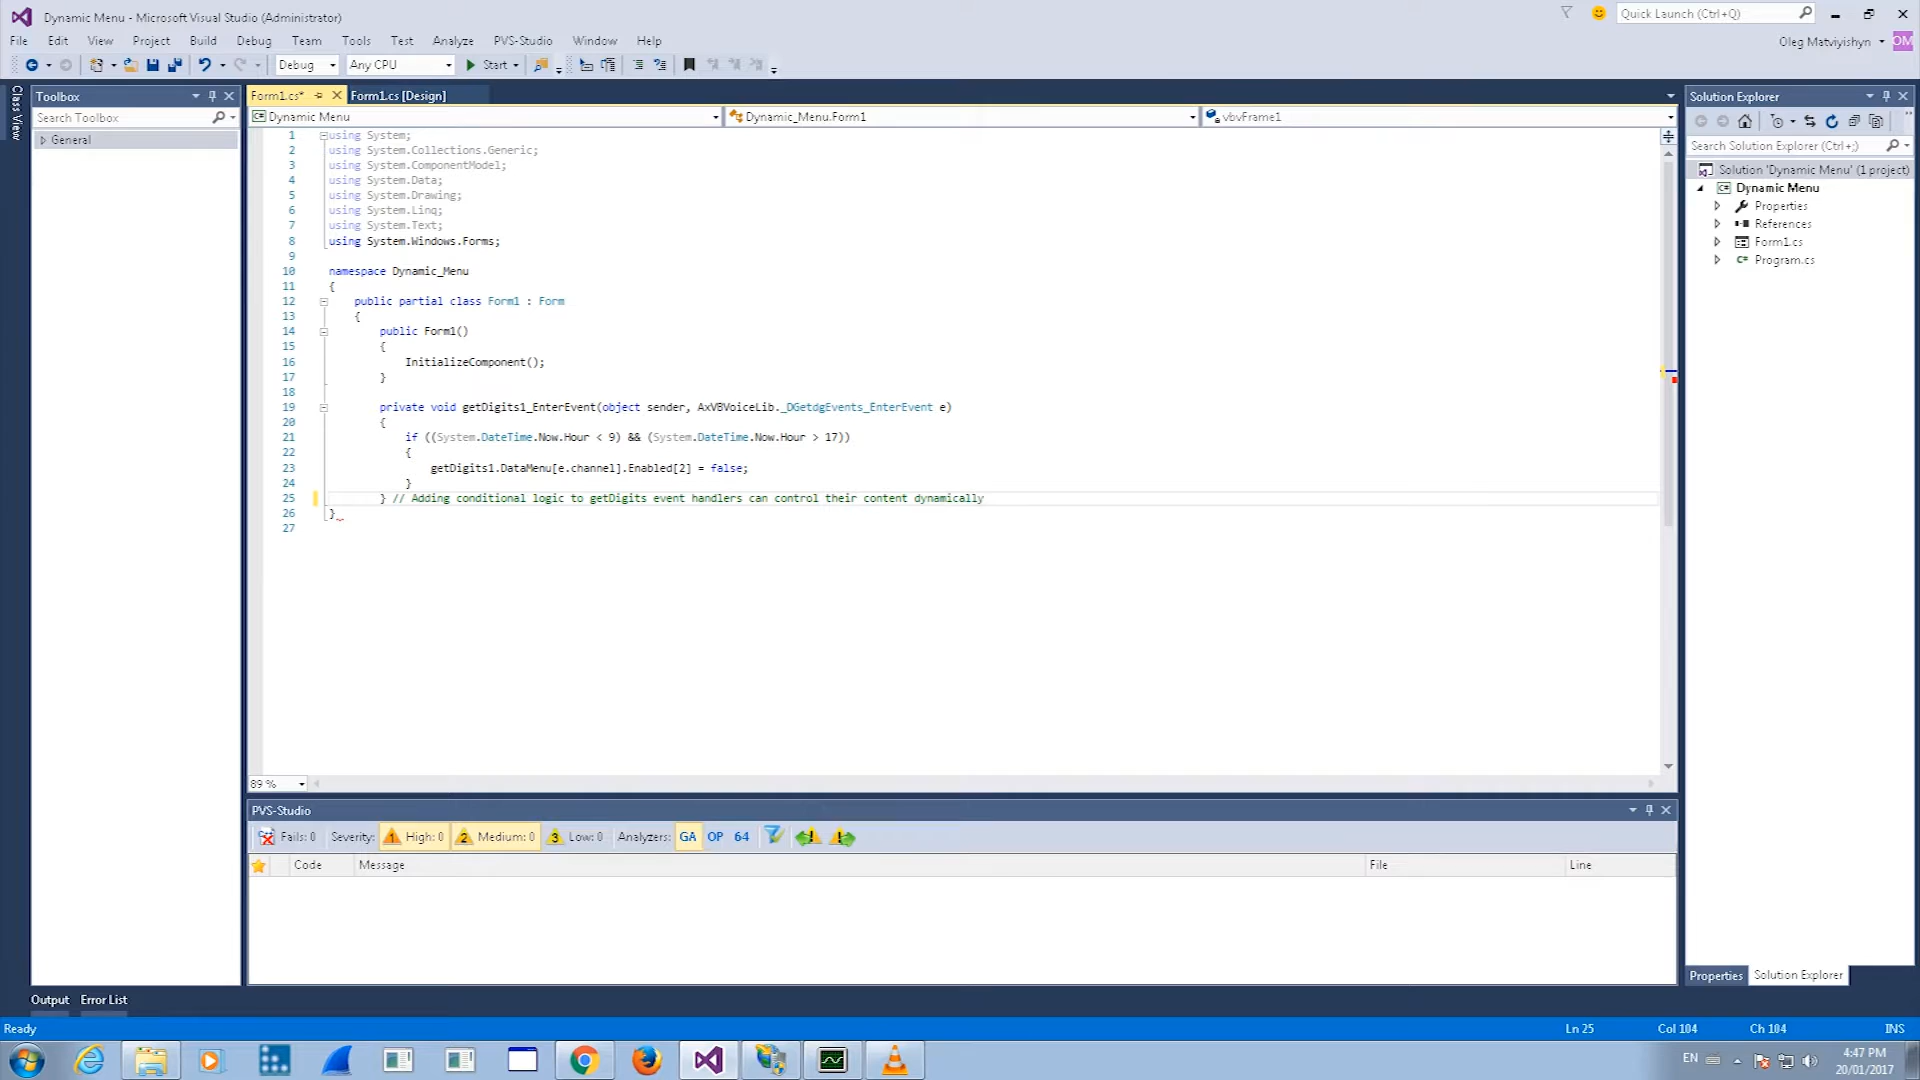 Dynamic Menu - Microsoft Visual Studio (Administrator)
Quick Launch (Ctrl+Q)
File Edit View Project Build Debug Team Tools Test Analyze PVS-Studio Window Help
Oleg Matviyishyn OM
Debug Any CPU Start
Class View
Toolbox
Search Toolbox
General
Form1.cs* Form1.cs [Design]
Dynamic Menu Dynamic_Menu.Form1 vbvFrame1
1 using System;
2 using System.Collections.Generic;
3 using System.ComponentModel;
4 using System.Data;
5 using System.Drawing;
6 using System.Linq;
7 using System.Text;
8 using System.Windows.Forms;
9
10 namespace Dynamic_Menu
11 {
12 public partial class Form1 : Form
13 {
14 public Form1()
15 {
16 InitializeComponent();
17 }
18
19 private void getDigits1_EnterEvent(object sender, AxVBVoiceLib._DGetdgEvents_EnterEvent e)
20 {
21 if ((System.DateTime.Now.Hour < 9) && (System.DateTime.Now.Hour > 17))
22 {
23 getDigits1.DataMenu[e.channel].Enabled[2] = false;
24 }
25 } // Adding conditional logic to getDigits event handlers can control their content dynamically
26 }
27
89 %
Solution Explorer
Search Solution Explorer (Ctrl+;)
Solution 'Dynamic Menu' (1 project)
Dynamic Menu
Properties
References
Form1.cs
Program.cs
Properties Solution Explorer
PVS-Studio
Fails: 0 Severity: 1 High: 0 2 Medium: 0 3 Low: 0 Analyzers: GA OP 64
Code Message File Line
Output Error List
Ready Ln 25 Col 104 Ch 104 INS
EN
4:47 PM
20/01/2017